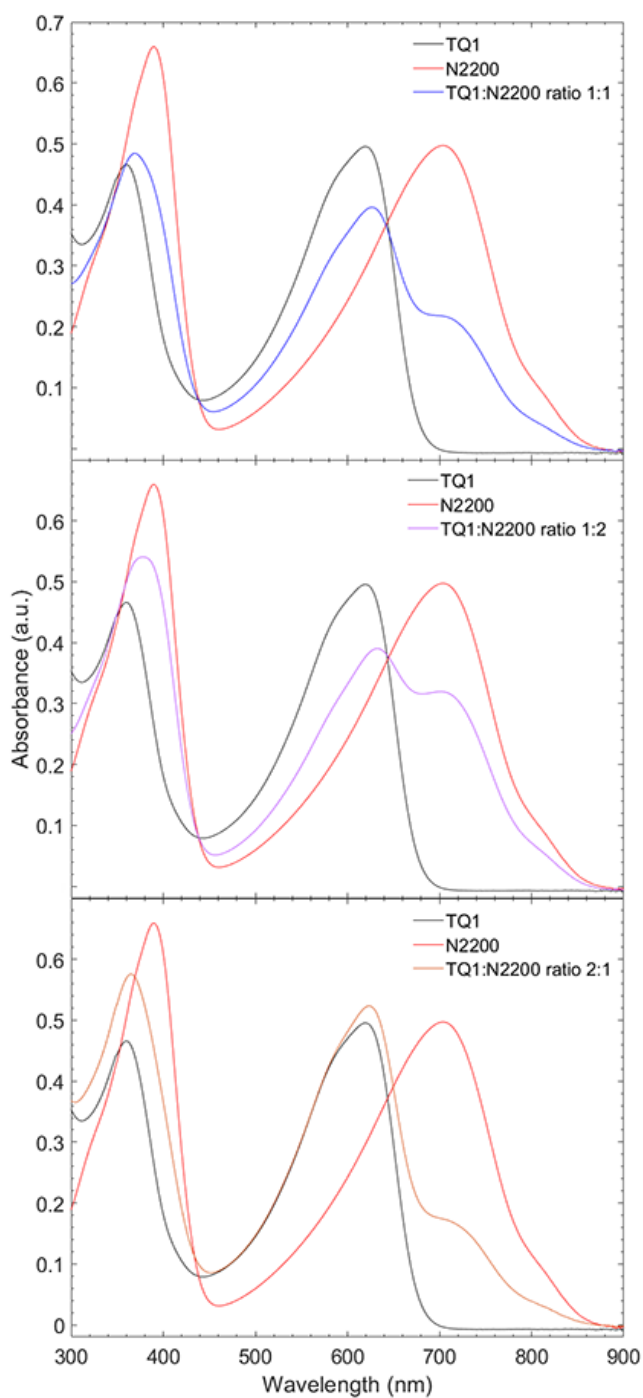 0.7
0.6
0.5
0.4
0.3
0.2
0.1
TQ1
N2200
TQ1:N2200 ratio 1:1
0.6
0.5
0.4
0.3
0.2
0.1
TQ1
N2200
TQ1:N2200 ratio 1:2
Absorbance (a.u.)
0.6
0.5
0.4
0.3
0.2
0.1
0
TQ1
N2200
TQ1:N2200 ratio 2:1
300 400 500 600 700 800 900
Wavelength (nm)